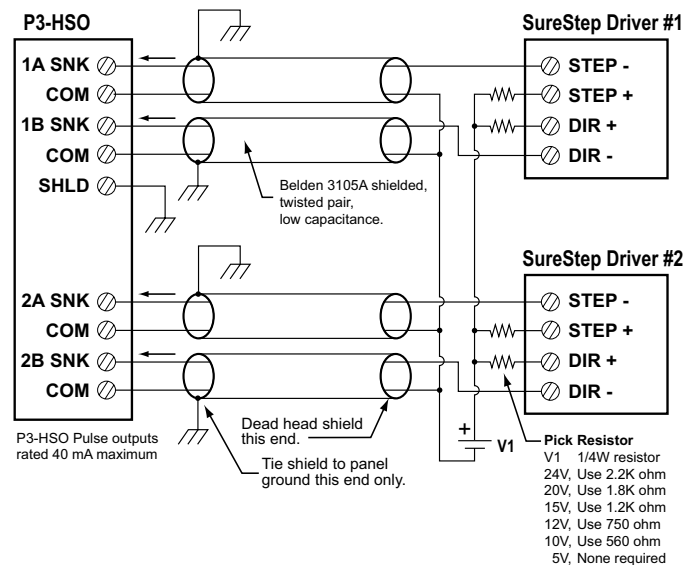 P3-HSO
SureStep Driver #1
1A SNK
COM
1B SNK
COM
SHLD
STEP -
STEP +
DIR +
DIR -
Belden 3105A shielded,
twisted pair,
low capacitance.
SureStep Driver #2
2A SNK
COM
2B SNK
COM
STEP -
STEP +
DIR +
DIR -
P3-HSO Pulse outputs
rated 40 mA maximum
Dead head shield
this end.
Tie shield to panel
ground this end only.
+
V1
Pick Resistor
V1 1/4W resistor
24V, Use 2.2K ohm
20V, Use 1.8K ohm
15V, Use 1.2K ohm
12V, Use 750 ohm
10V, Use 560 ohm
5V, None required